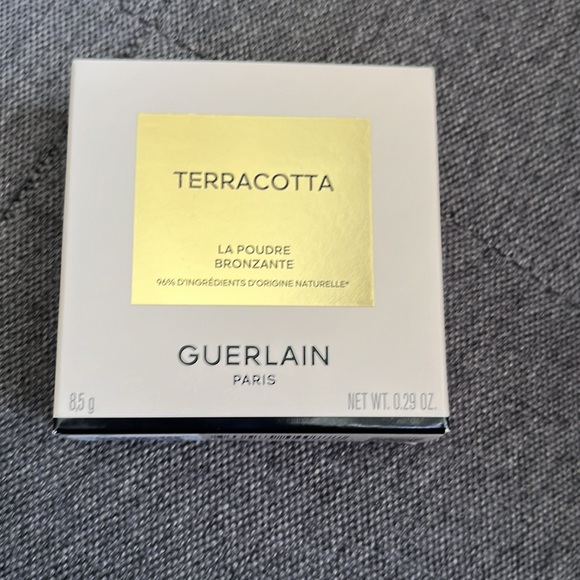 TERRACOTTA
LA POUDRE
BRONZANTE
96% D'INGRÉDIENTS D'ORIGINE NATURELLE*
GUERLAIN
PARIS
8,5 g
NET WT. 0.29 OZ.